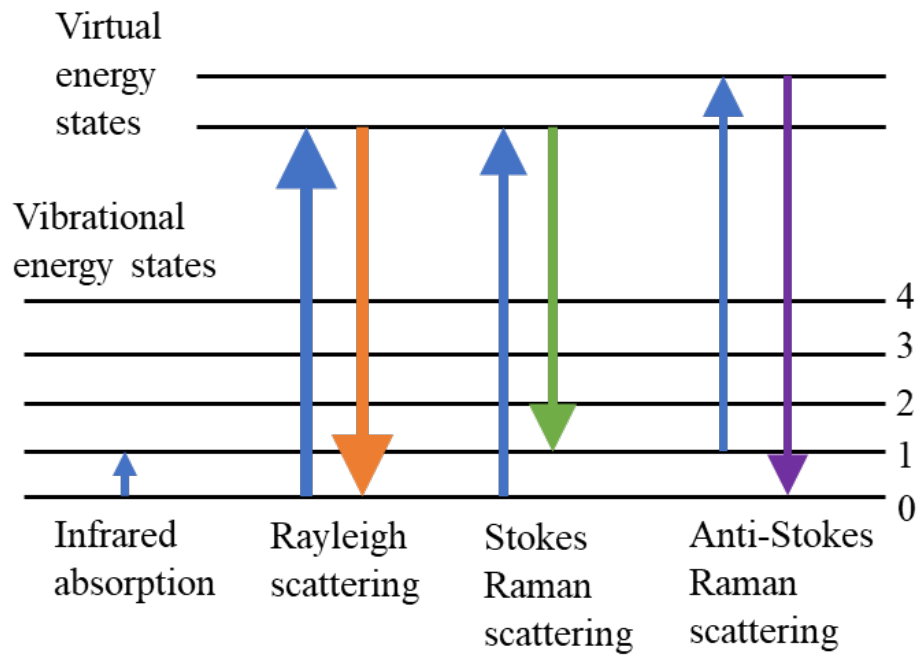 Virtual
energy
states
Vibrational
energy states
4
3
2
1
0
Infrared
absorption
Rayleigh
scattering
Stokes
Raman
scattering
Anti-Stokes
Raman
scattering